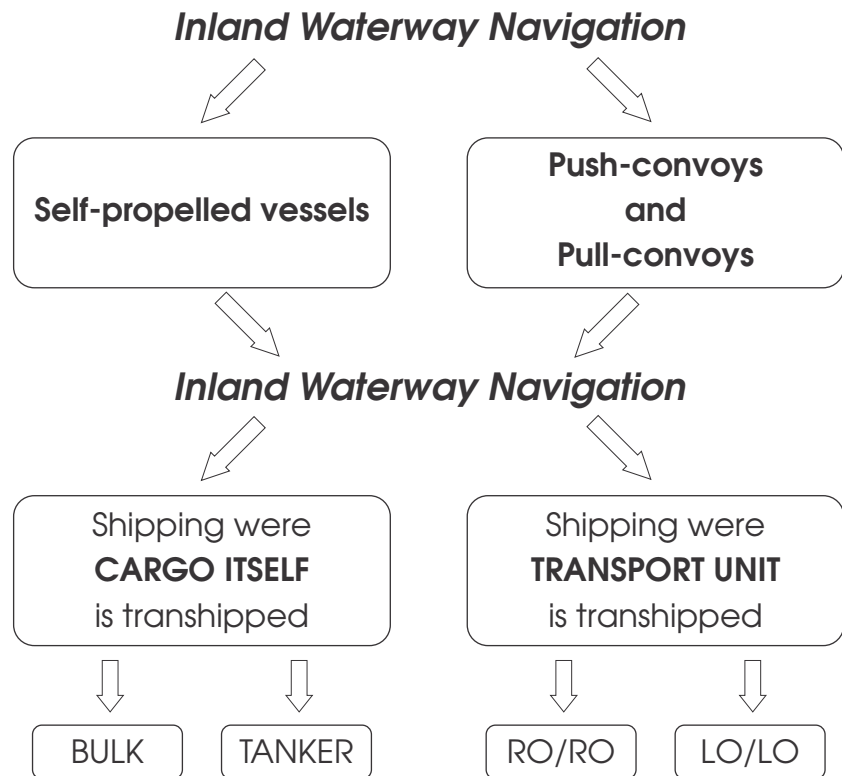 Inland Waterway Navigation
Self-propelled vessels
Push-convoys
and
Pull-convoys
Inland Waterway Navigation
Shipping were
CARGO ITSELF
is transhipped
Shipping were
TRANSPORT UNIT
is transhipped
BULK
TANKER
RO/RO
LO/LO